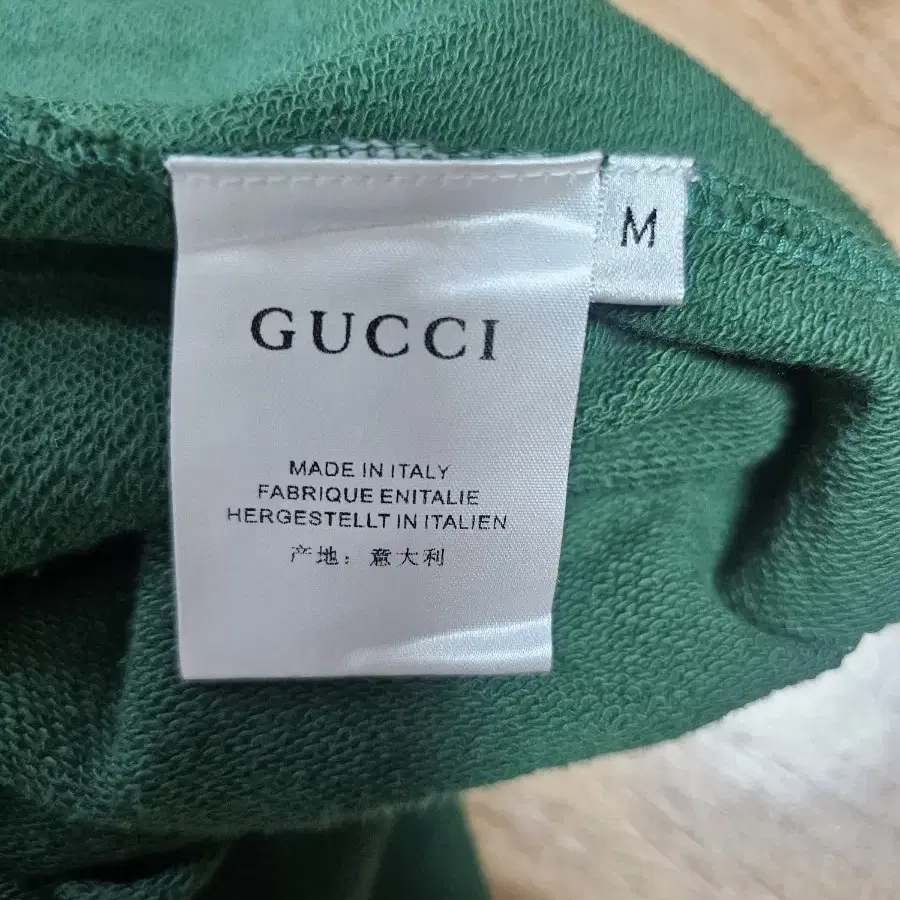 M
GUCCI
MADE IN ITALY
FABRIQUE ENITALIE
HERGESTELLT IN ITALIEN
产地：意大利